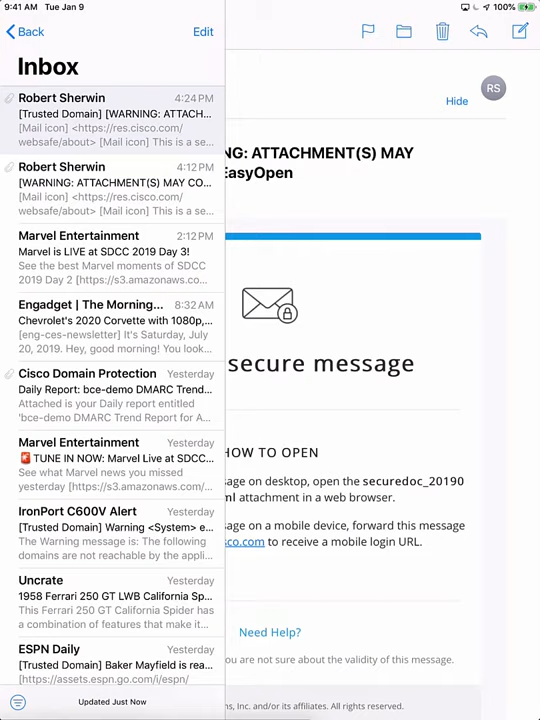 9:41 AM Tue Jan 9
100%
Back
Edit
Inbox
Robert Sherwin 4:24 PM
[Trusted Domain] [WARNING: ATTACH...
[Mail icon] <https://res.cisco.com/
websafe/about> [Mail icon] This is a se...
Robert Sherwin 4:12 PM
[WARNING: ATTACHMENT(S) MAY CO...
[Mail icon] <https://res.cisco.com/
websafe/about> [Mail icon] This is a se...
Marvel Entertainment 2:12 PM
Marvel is LIVE at SDCC 2019 Day 3!
See the best Marvel moments of SDCC
2019 Day 2 [https://s3.amazonaws.co...
Engadget | The Morning... 8:32 AM
Chevrolet's 2020 Corvette with 1080p,...
[eng-ces-newsletter] It's Saturday, July
20, 2019. Hey, good morning! You look...
Cisco Domain Protection Yesterday
Daily Report: bce-demo DMARC Trend...
Attached is your Daily report entitled
'bce-demo DMARC Trend Report for A...
Marvel Entertainment Yesterday
🚨 TUNE IN NOW: Marvel Live at SDCC...
See what Marvel news you missed
yesterday [https://s3.amazonaws.com/...
IronPort C600V Alert Yesterday
[Trusted Domain] Warning <System> e...
The Warning message is: The following
domains are not reachable by the appli...
Uncrate Yesterday
1958 Ferrari 250 GT LWB California Sp...
This Ferrari 250 GT California Spider has
a combination of features that make it...
ESPN Daily Yesterday
[Trusted Domain] Baker Mayfield is rea...
[https://assets.espn.go.com/i/espn/
Updated Just Now
RS
Hide
NG: ATTACHMENT(S) MAY
EasyOpen
secure message
HOW TO OPEN
sage on desktop, open the securedoc_20190
ml attachment in a web browser.
sage on a mobile device, forward this message
sco.com to receive a mobile login URL.
Need Help?
you are not sure about the validity of this message.
ns, Inc. and/or its affiliates. All rights reserved.